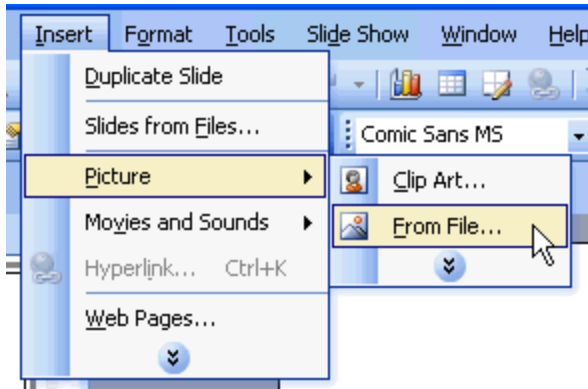 Insert Format Tools Slide Show Window Help
Duplicate Slide
Slides from Files...
Comic Sans MS
Picture
Clip Art...
Movies and Sounds
From File...
Hyperlink... Ctrl+K
Web Pages...